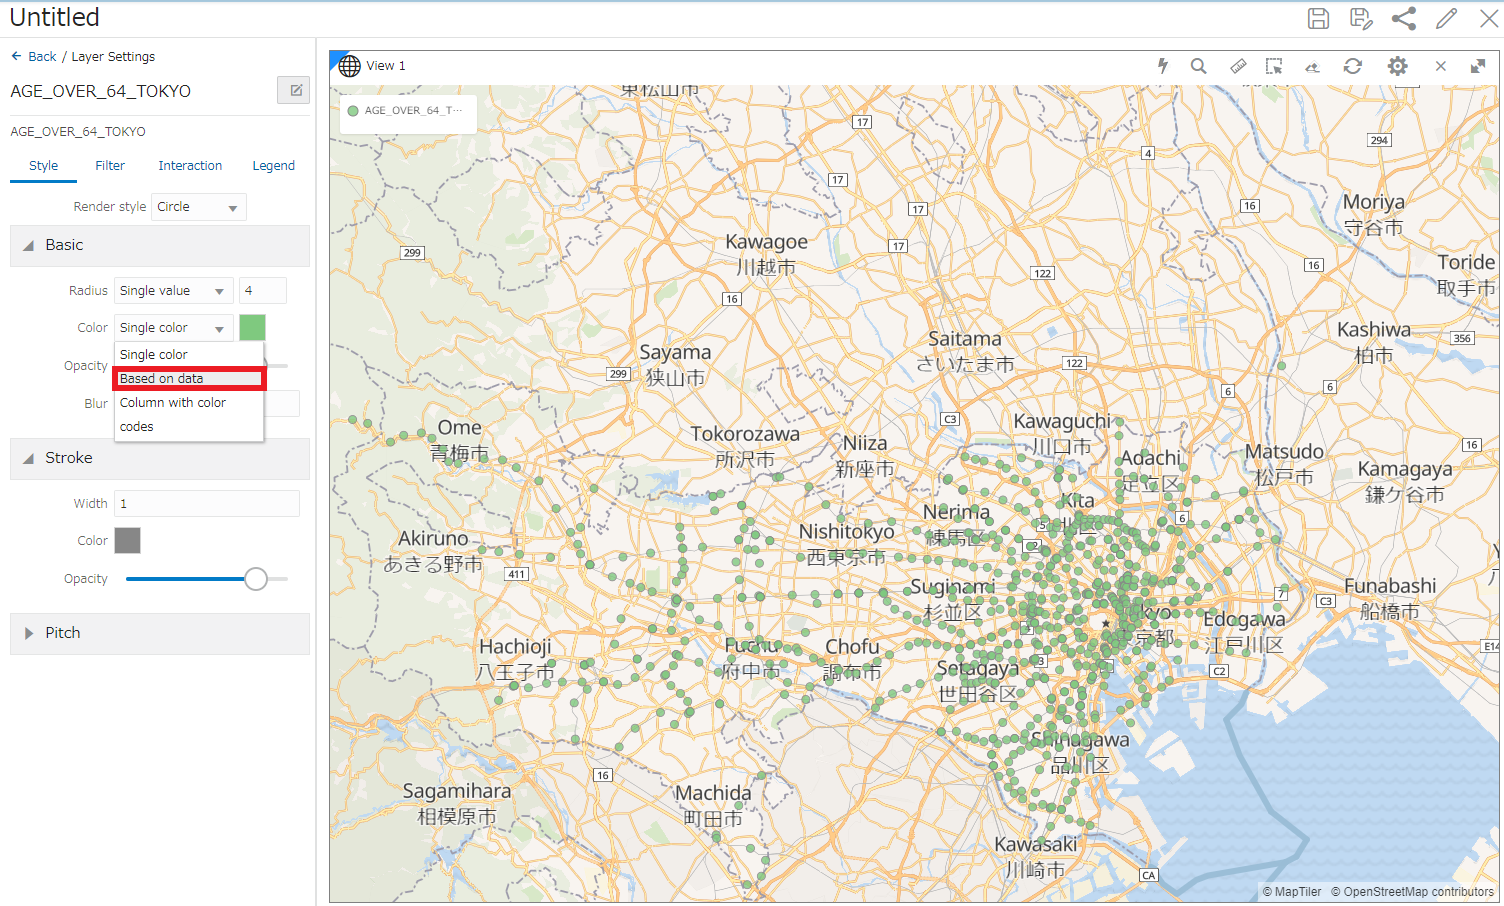 Untitled
Back / Layer Settings
AGE_OVER_64_TOKYO
AGE_OVER_64_TOKYO
Style Filter Interaction Legend
Render style Circle
Basic
Radius Single value 4
Color Single color
Single color
Opacity
Based on data
Blur
Column with color
codes
Stroke
Width 1
Color
Opacity
Pitch
View 1
AGE_OVER_64_T···
東松山市
17
294
4
17
Moriya
守谷市
16
17
Kawagoe
川越市
17
299
16
122
Toride
取手市
16
Kashiwa
柏市
356
Saitama
さいたま市
Sayama
狭山市
299
122
6
6
C3
Kawaguchi
川口市
Ome
青梅市
Tokorozawa
所沢市
Niiza
新座市
Adachi
足立区
Matsudo
松戸市
16
Kamagaya
鎌ケ谷市
Kita
北区
5
6
Nerima
練馬区
C2
Nishitokyo
西東京市
Akiruno
あきる野市
411
Suginami
杉並区
Funabashi
船橋市
7
C3
Edogawa
江戸川区
kyo
京都
E14
Hachioji
八王子市
Fuchu
府中市
Chofu
調布市
Setagaya
世田谷区
3
C2
Shinagawa
品川区
16
Sagamihara
相模原市
Machida
町田市
Kawasaki
川崎市
CA
© MapTiler © OpenStreetMap contributors